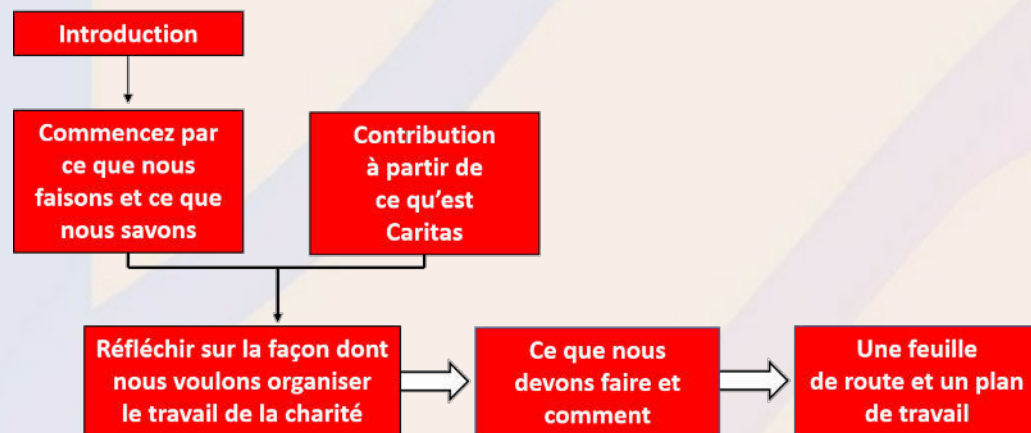 Introduction
Commencez par
ce que nous
faisons et ce que
nous savons
Contribution
à partir de
ce qu'est
Caritas
Réfléchir sur la façon dont
nous voulons organiser
le travail de la charité
Ce que nous
devons faire et
comment
Une feuille
de route et un plan
de travail